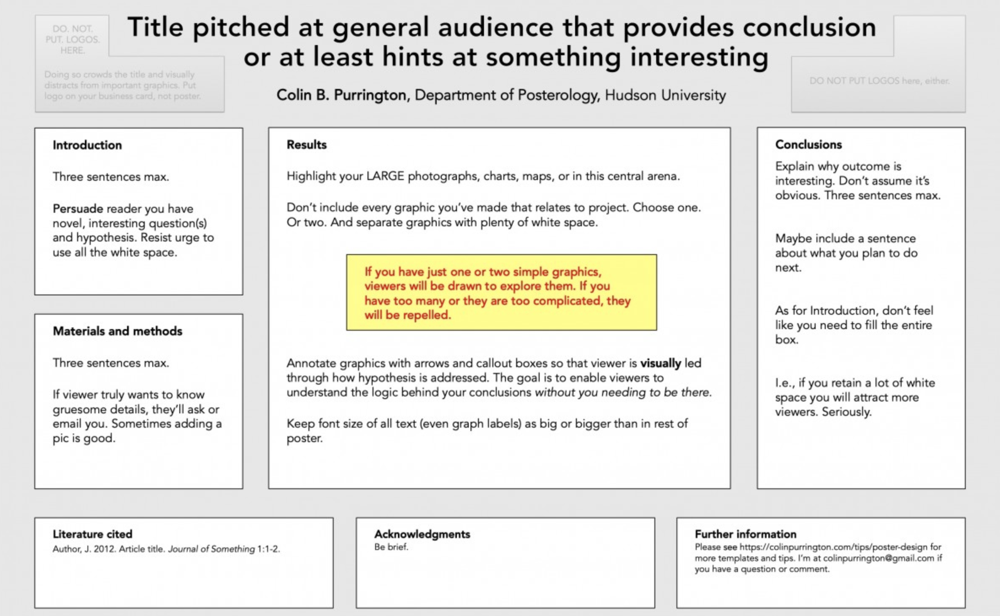 DO. NOT.
PUT. LOGOS.
HERE.
Doing so crowds the title and visually
distracts from important graphics. Put
logo on your business card, not poster.
Title pitched at general audience that provides conclusion
or at least hints at something interesting
Colin B. Purrington, Department of Posterology, Hudson University
DO NOT PUT LOGOS here, either.
Introduction
Three sentences max.
Persuade reader you have
novel, interesting question(s)
and hypothesis. Resist urge to
use all the white space.
Materials and methods
Three sentences max.
If viewer truly wants to know
gruesome details, they'll ask or
email you. Sometimes adding a
pic is good.
Results
Highlight your LARGE photographs, charts, maps, or in this central arena.
Don't include every graphic you've made that relates to project. Choose one.
Or two. And separate graphics with plenty of white space.
If you have just one or two simple graphics,
viewers will be drawn to explore them. If you
have too many or they are too complicated, they
will be repelled.
Annotate graphics with arrows and callout boxes so that viewer is visually led
through how hypothesis is addressed. The goal is to enable viewers to
understand the logic behind your conclusions without you needing to be there.
Keep font size of all text (even graph labels) as big or bigger than in rest of
poster.
Conclusions
Explain why outcome is
interesting. Don't assume it's
obvious. Three sentences max.
Maybe include a sentence
about what you plan to do
next.
As for Introduction, don't feel
like you need to fill the entire
box.
I.e., if you retain a lot of white
space you will attract more
viewers. Seriously.
Literature cited
Author, J. 2012. Article title. Journal of Something 1:1-2.
Acknowledgments
Be brief.
Further information
Please see https://colinpurrington.com/tips/poster-design for
more templates and tips. I'm at colinpurrington@gmail.com if
you have a question or comment.